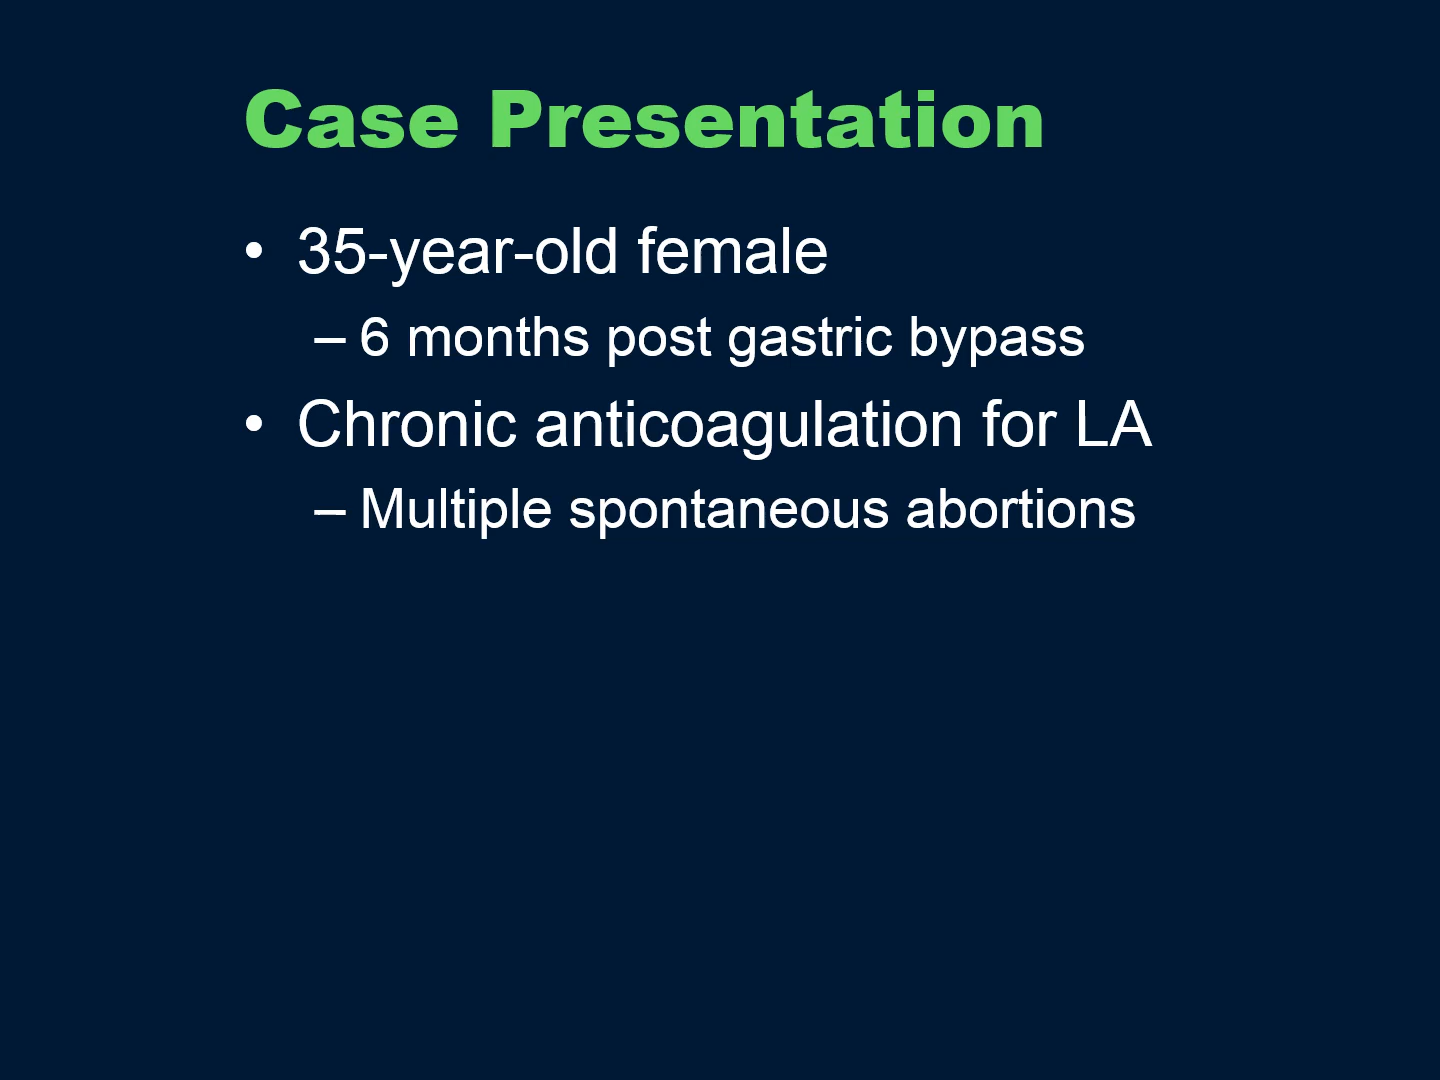 Case Presentation
• 35-year-old female
– 6 months post gastric bypass
• Chronic anticoagulation for LA
– Multiple spontaneous abortions